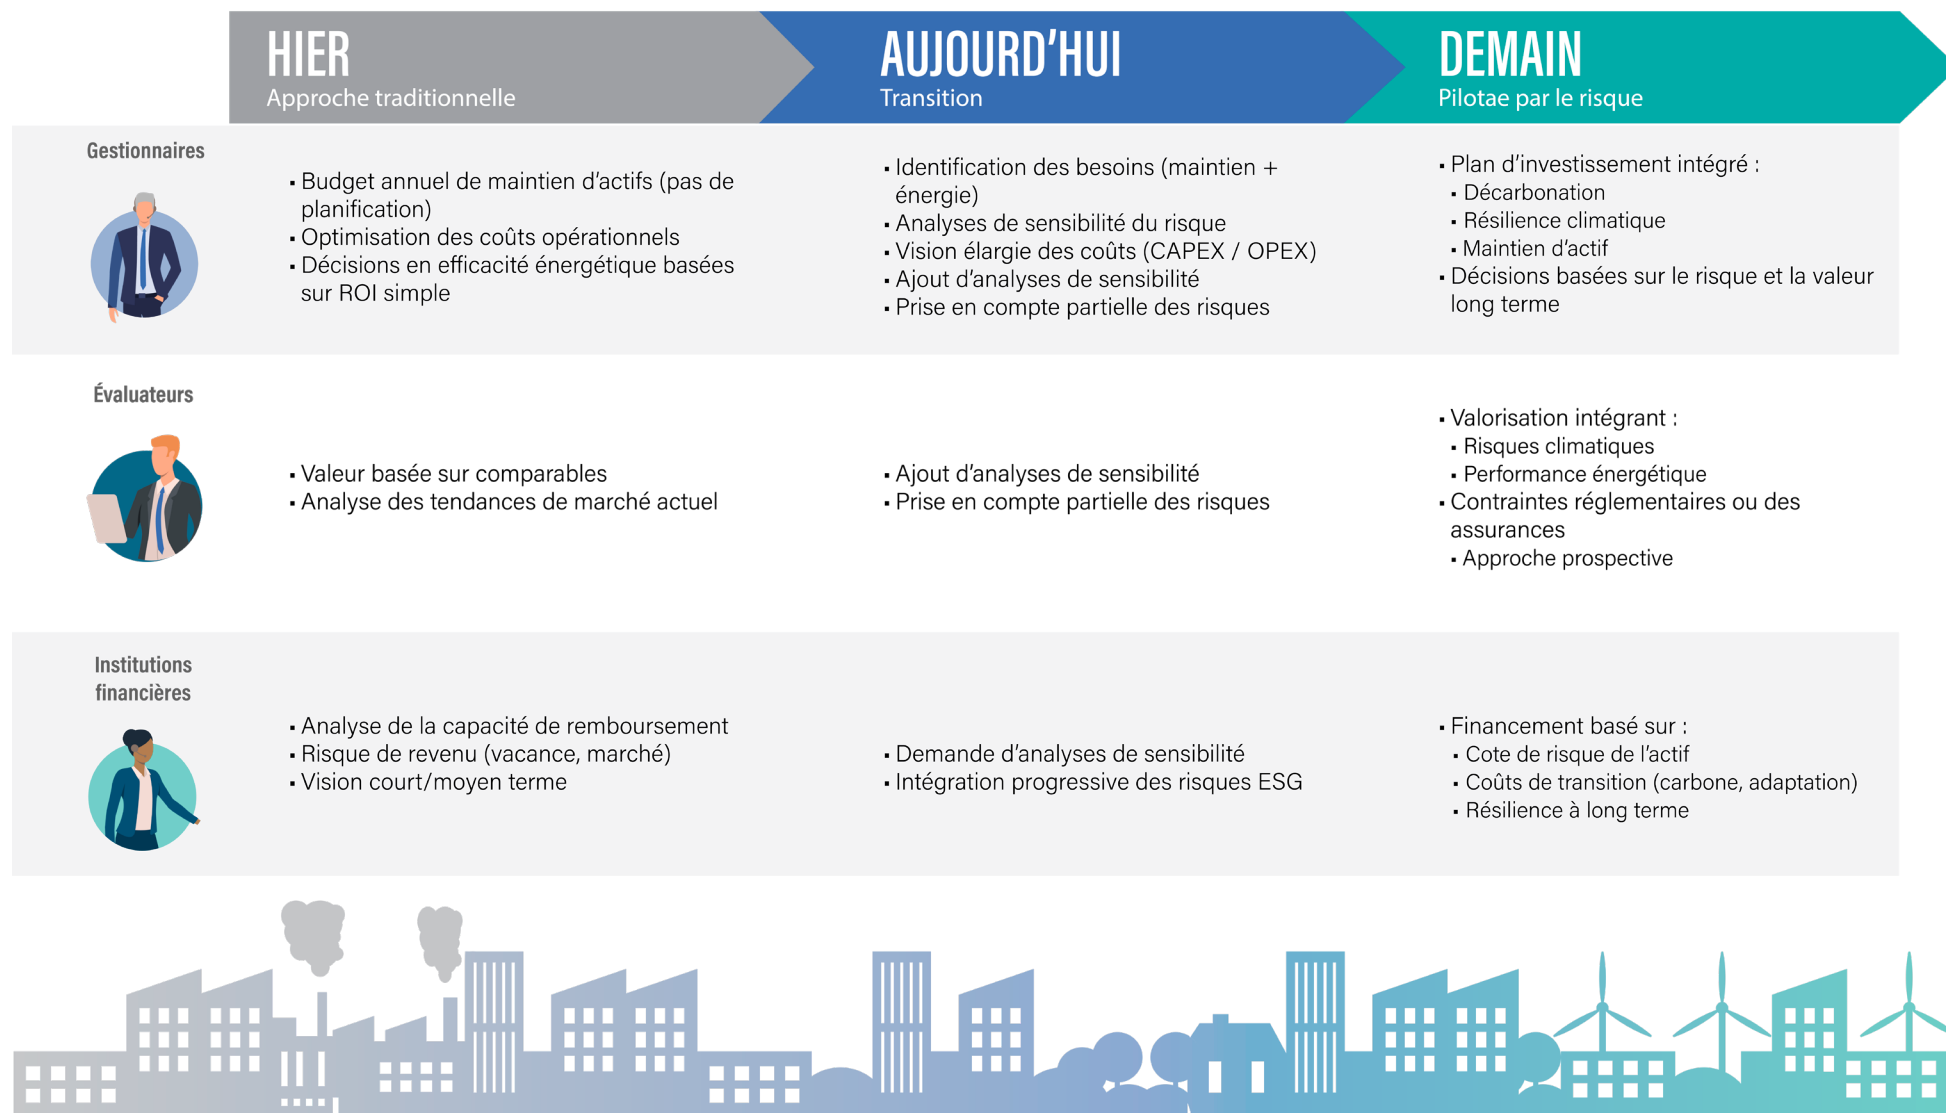 HIER
Approche traditionnelle
AUJOURD'HUI
Transition
DEMAIN
Pilotae par le risque
Gestionnaires
▪ Budget annuel de maintien d'actifs (pas de
planification)
▪ Optimisation des coûts opérationnels
▪ Décisions en efficacité énergétique basées
sur ROI simple
▪ Identification des besoins (maintien +
énergie)
▪ Analyses de sensibilité du risque
▪ Vision élargie des coûts (CAPEX / OPEX)
▪ Ajout d'analyses de sensibilité
▪ Prise en compte partielle des risques
▪ Plan d'investissement intégré :
▪ Décarbonation
▪ Résilience climatique
▪ Maintien d'actif
▪ Décisions basées sur le risque et la valeur
long terme
Évaluateurs
▪ Valeur basée sur comparables
▪ Analyse des tendances de marché actuel
▪ Ajout d'analyses de sensibilité
▪ Prise en compte partielle des risques
▪ Valorisation intégrant :
▪ Risques climatiques
▪ Performance énergétique
▪ Contraintes réglementaires ou des
assurances
▪ Approche prospective
Institutions
financières
▪ Analyse de la capacité de remboursement
▪ Risque de revenu (vacance, marché)
▪ Vision court/moyen terme
▪ Demande d'analyses de sensibilité
▪ Intégration progressive des risques ESG
▪ Financement basé sur :
▪ Cote de risque de l'actif
▪ Coûts de transition (carbone, adaptation)
▪ Résilience à long terme